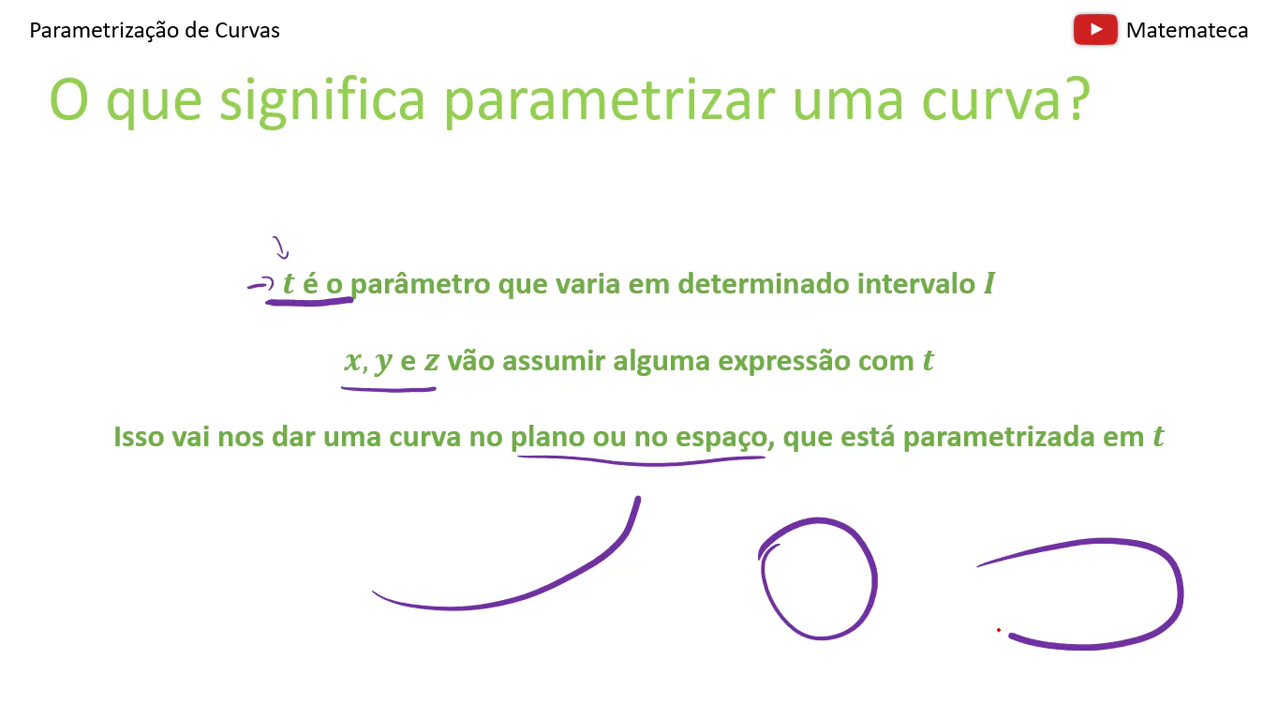 Parametrização de Curvas
Matemateca
O que significa parametrizar uma curva?
t é o parâmetro que varia em determinado intervalo I
x, y e z vão assumir alguma expressão com t
Isso vai nos dar uma curva no plano ou no espaço, que está parametrizada em t